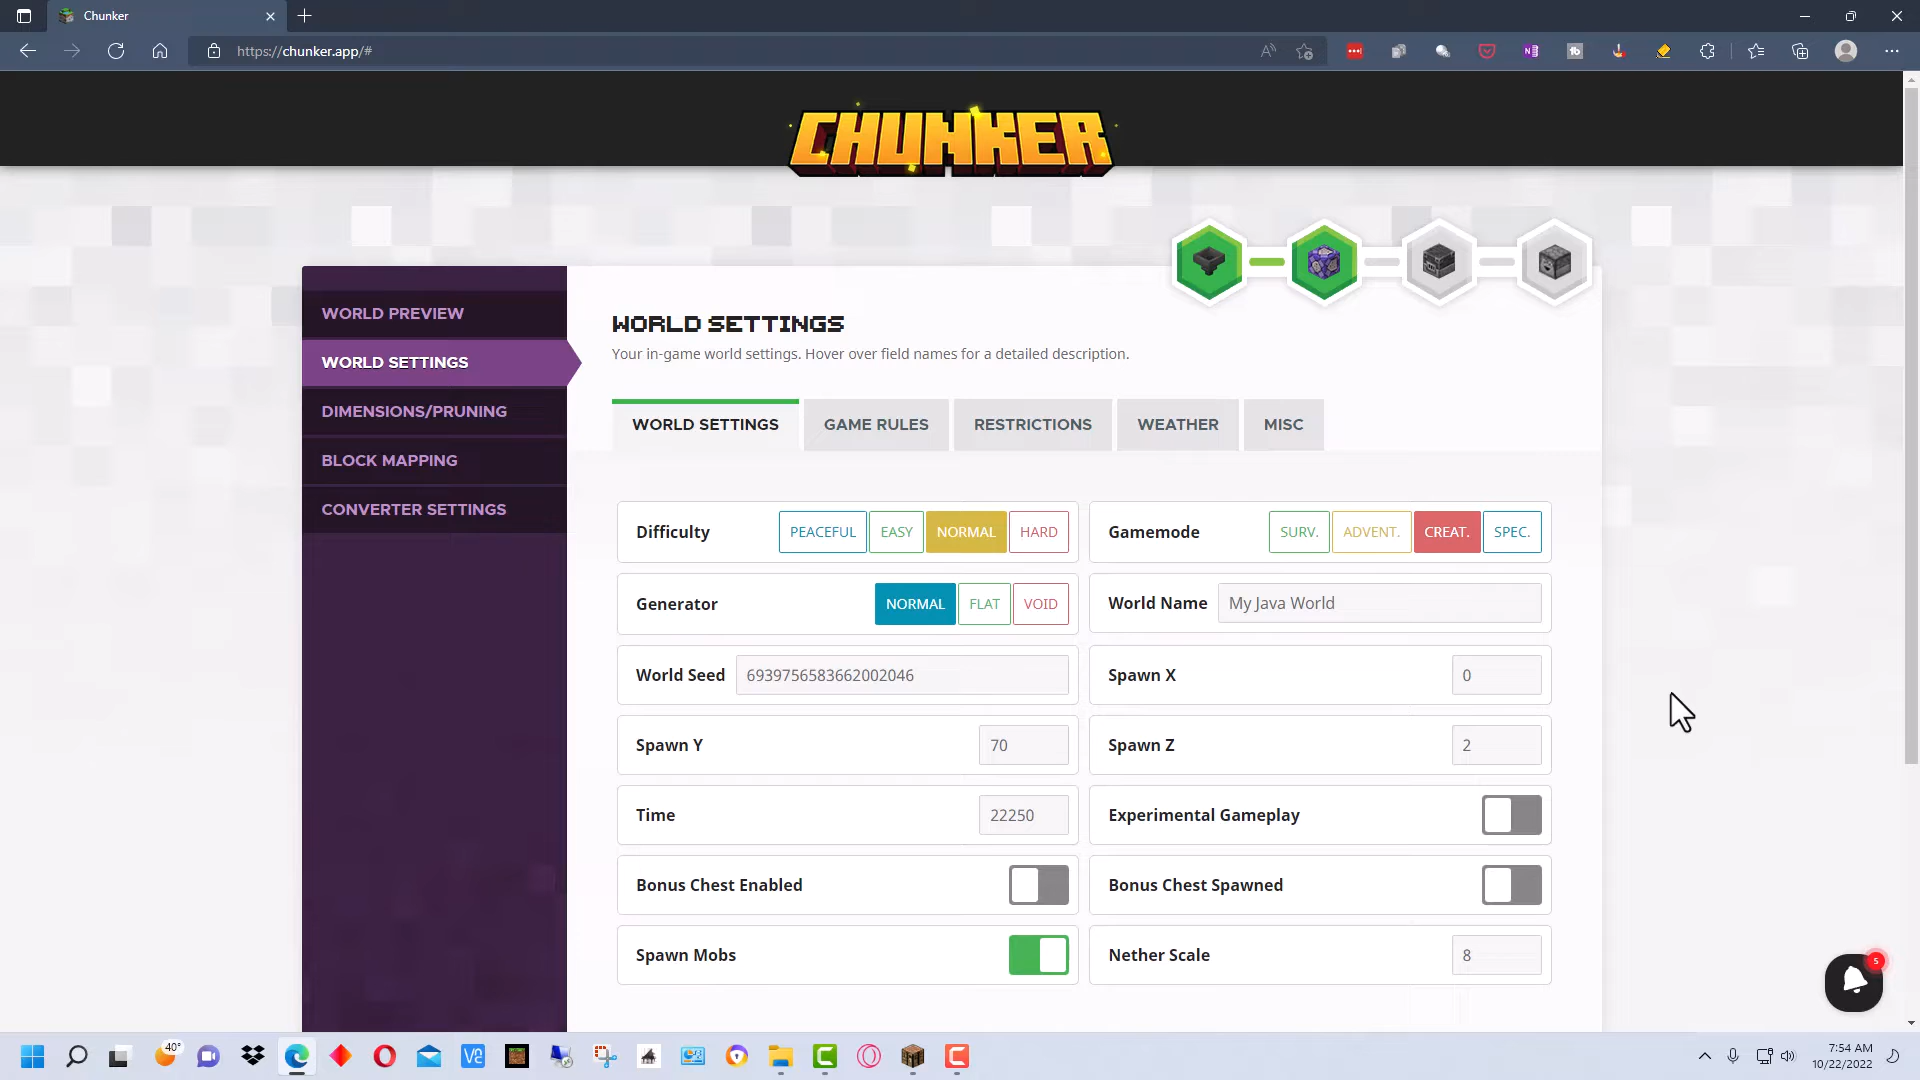 Chunker
https://chunker.app/#
CHUNKER
WORLD PREVIEW
WORLD SETTINGS
DIMENSIONS/PRUNING
BLOCK MAPPING
CONVERTER SETTINGS
WORLD SETTINGS
Your in-game world settings. Hover over field names for a detailed description.
WORLD SETTINGS GAME RULES RESTRICTIONS WEATHER MISC
Difficulty PEACEFUL EASY NORMAL HARD
Gamemode SURV. ADVENT. CREAT. SPEC.
Generator NORMAL FLAT VOID
World Name My Java World
World Seed 6939756583662002046
Spawn X 0
Spawn Y 70
Spawn Z 2
Time 22250
Experimental Gameplay
Bonus Chest Enabled
Bonus Chest Spawned
Spawn Mobs
Nether Scale 8
5
40°
7:54 AM
10/22/2022